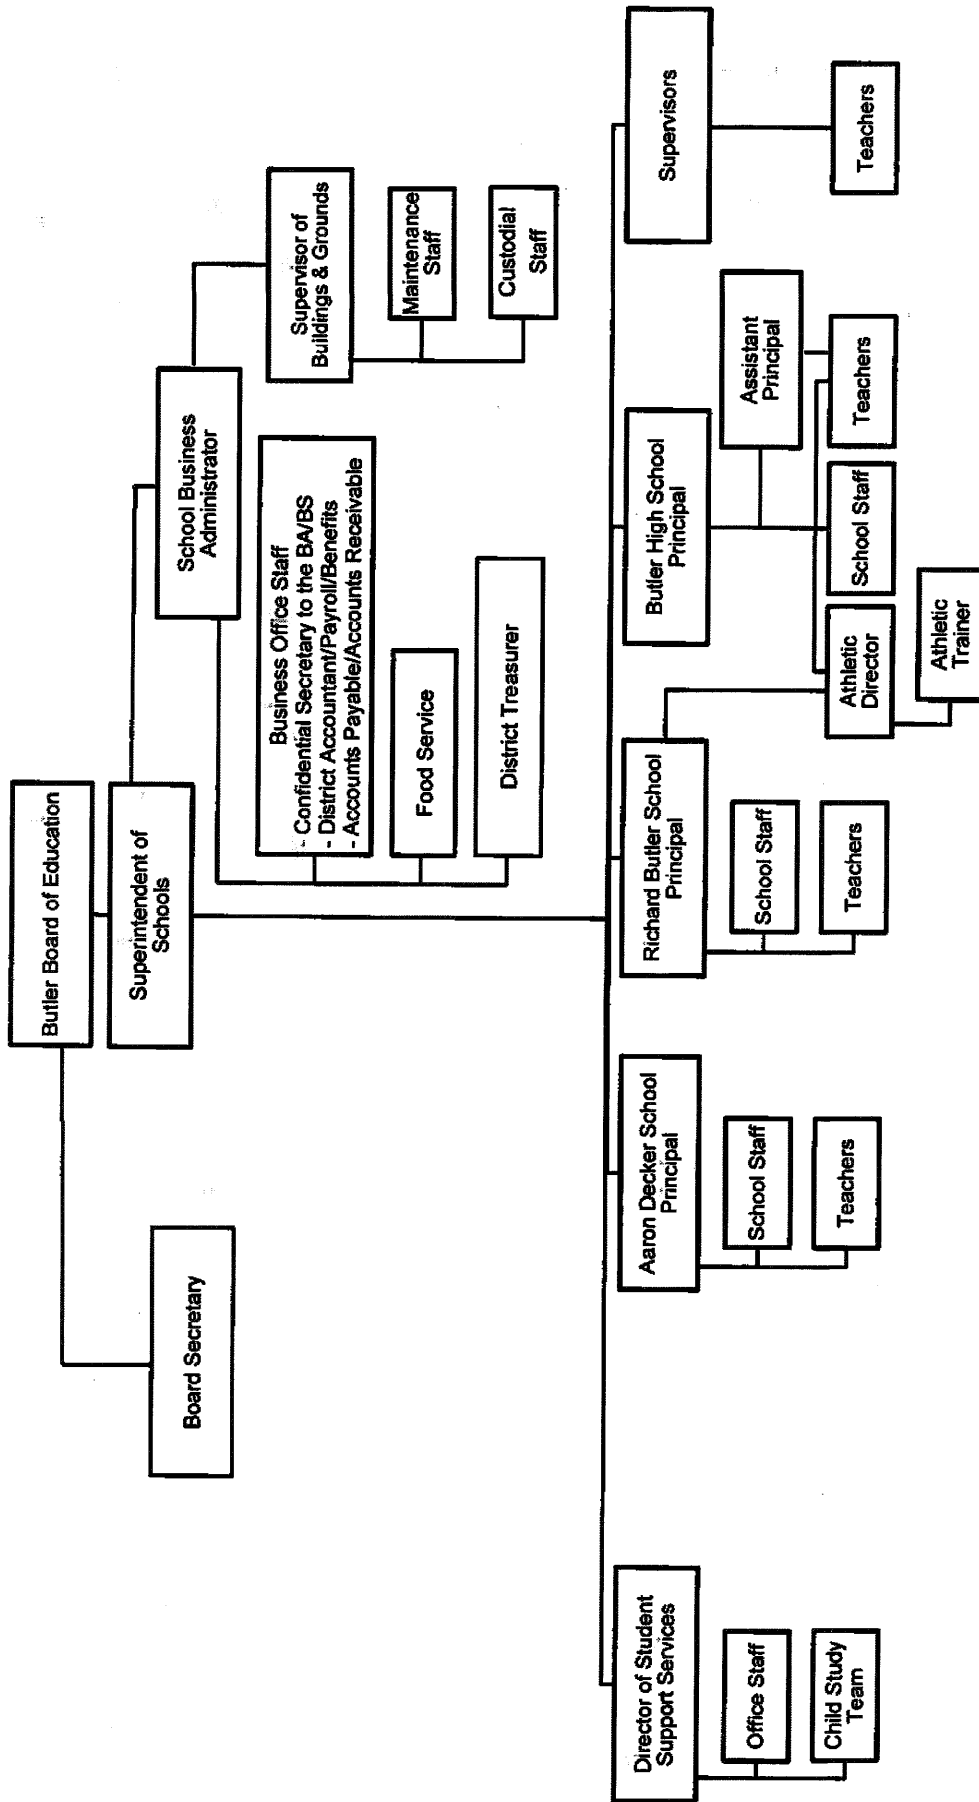 Butler Board of Education
Superintendent of
Schools
Board Secretary
School Business
Administrator
Business Office Staff
- Confidential Secretary to the BA/BS
- District Accountant/Payroll/Benefits
- Accounts Payable/Accounts Receivable
Food Service
District Treasurer
Supervisor of
Buildings & Grounds
Maintenance
Staff
Custodial
Staff
Director of Student
Support Services
Office Staff
Child Study
Team
Aaron Decker School
Principal
School Staff
Teachers
Richard Butler School
Principal
School Staff
Teachers
Butler High School
Principal
Assistant
Principal
Athletic
Director
School Staff
Teachers
Athletic
Trainer
Supervisors
Teachers